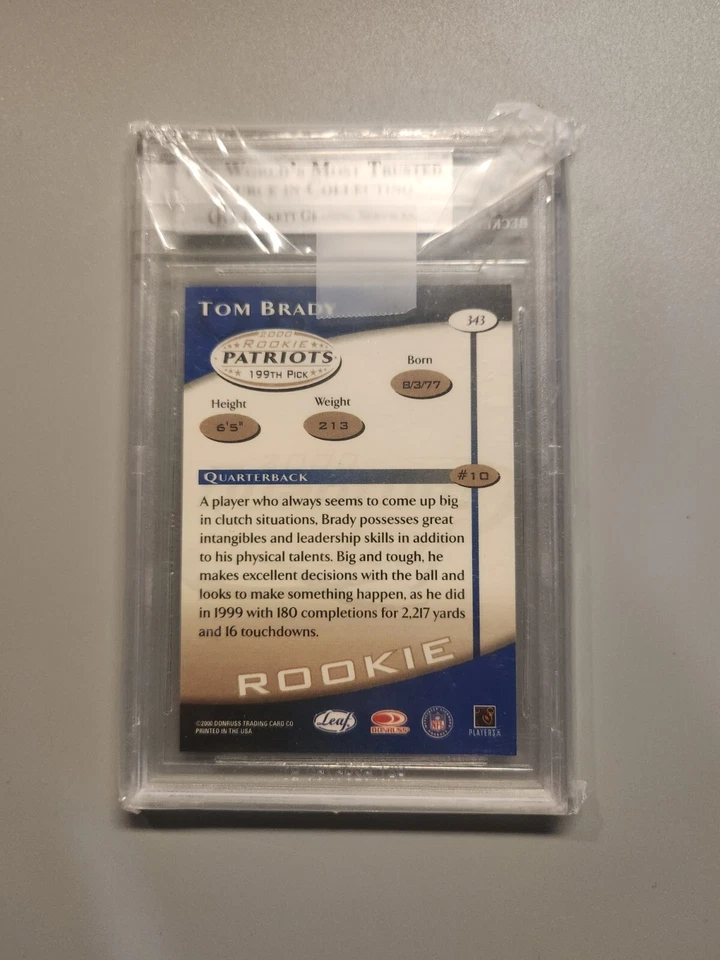 WORLD'S MOST TRUSTED
SOURCE IN COLLECTING
TOM BRADY
343
2000
ROOKIE
PATRIOTS
199TH PICK
Born
8/3/77
Height
6'5"
Weight
213
QUARTERBACK
#10
A player who always seems to come up big
in clutch situations, Brady possesses great
intangibles and leadership skills in addition
to his physical talents. Big and tough, he
makes excellent decisions with the ball and
looks to make something happen, as he did
in 1999 with 180 completions for 2,217 yards
and 16 touchdowns.
ROOKIE
©2000 DONRUSS TRADING CARD CO
PRINTED IN THE USA
Leaf
DONRUSS
NFL
PLAYERS